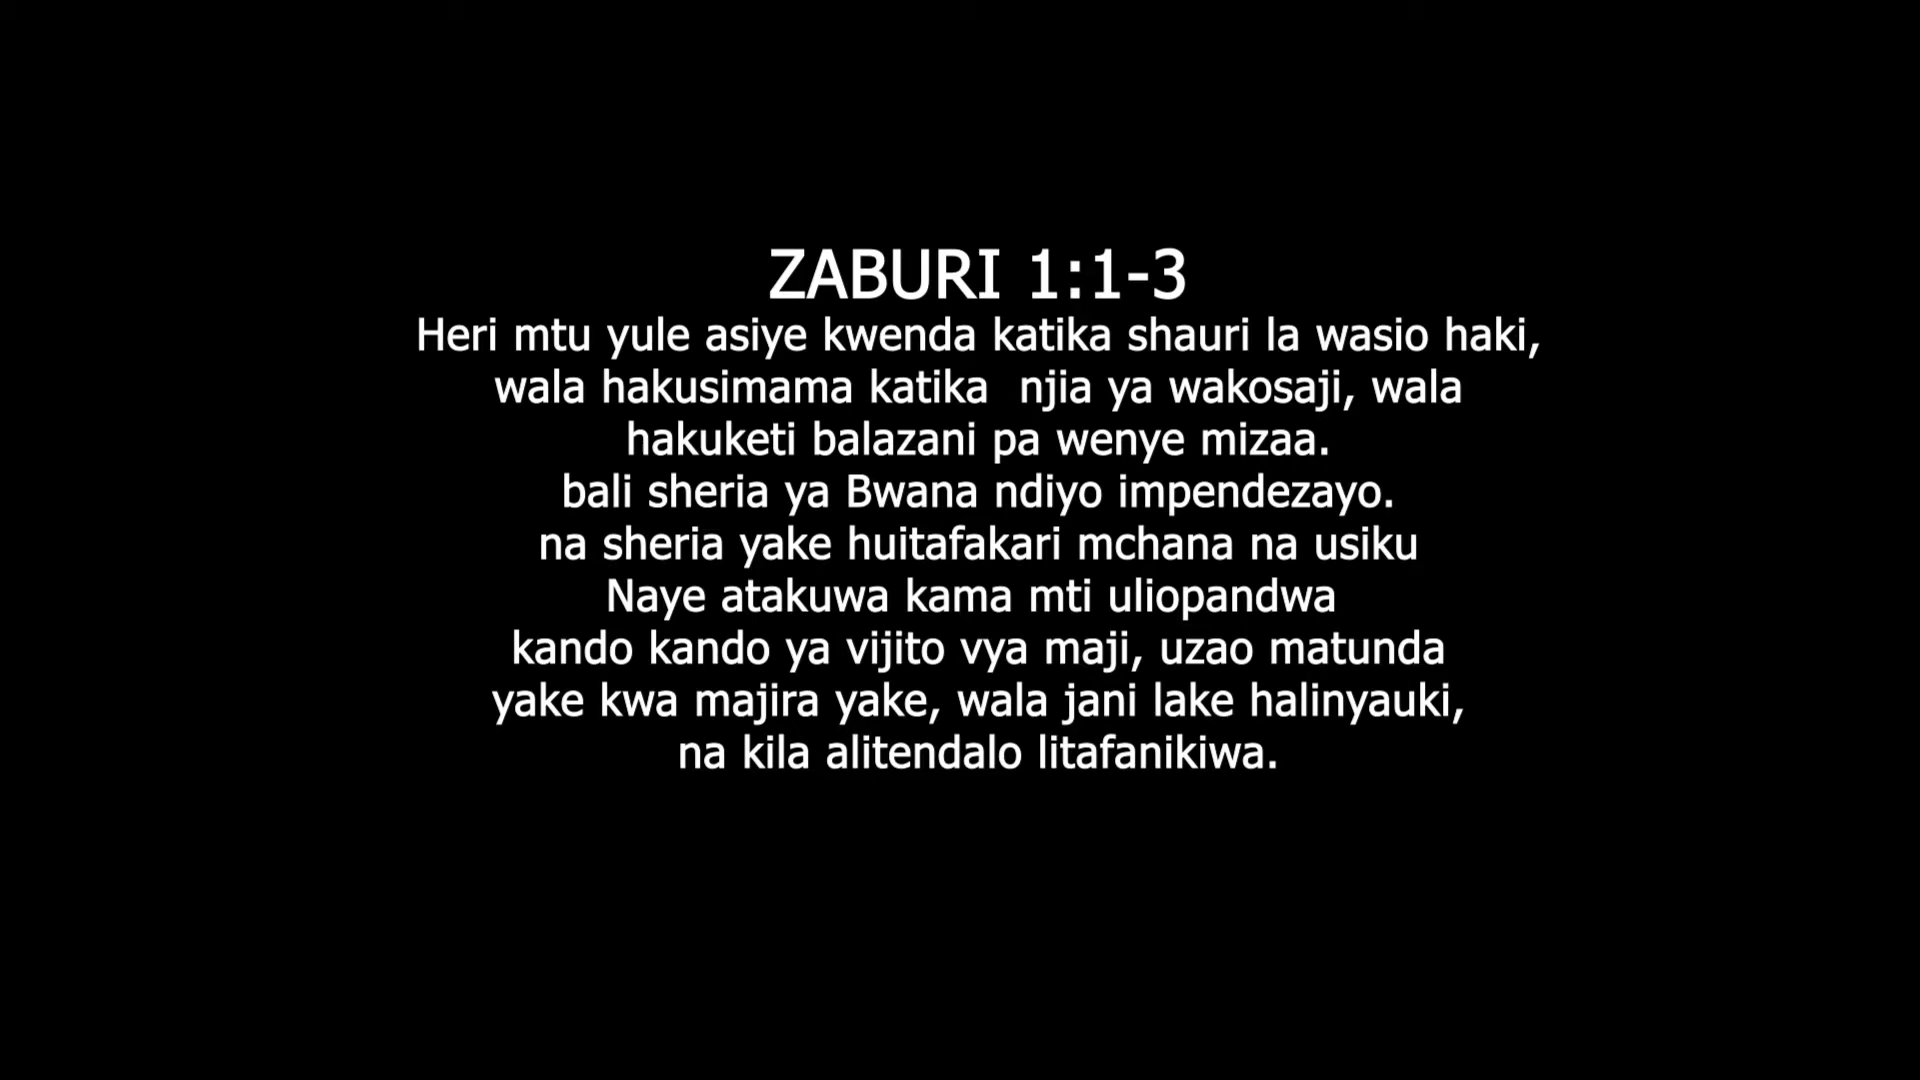 ZABURI 1:1-3
Heri mtu yule asiye kwenda katika shauri la wasio haki,
wala hakusimama katika  njia ya wakosaji, wala
hakuketi balazani pa wenye mizaa.
bali sheria ya Bwana ndiyo impendezayo.
na sheria yake huitafakari mchana na usiku
Naye atakuwa kama mti uliopandwa
kando kando ya vijito vya maji, uzao matunda
yake kwa majira yake, wala jani lake halinyauki,
na kila alitendalo litafanikiwa.